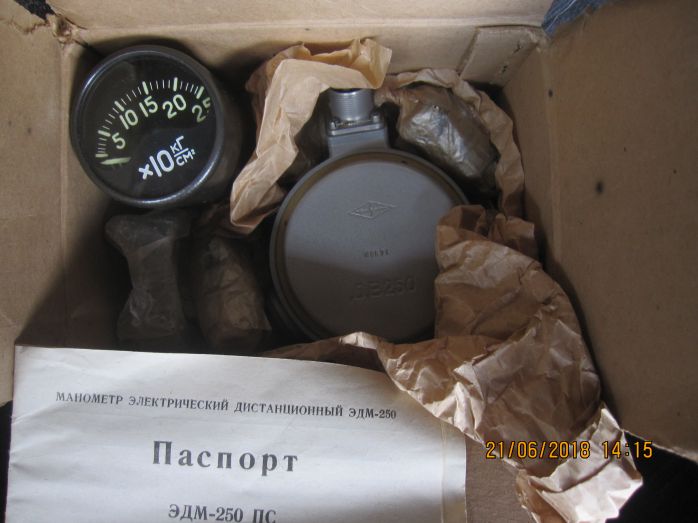 5 10 15 20 25
×10 кГ/см²
250
МАНОМЕТР ЭЛЕКТРИЧЕСКИЙ ДИСТАНЦИОННЫЙ ЭДМ-250
Паспорт
ЭДМ-250 ПС
21/06/2018 14:15